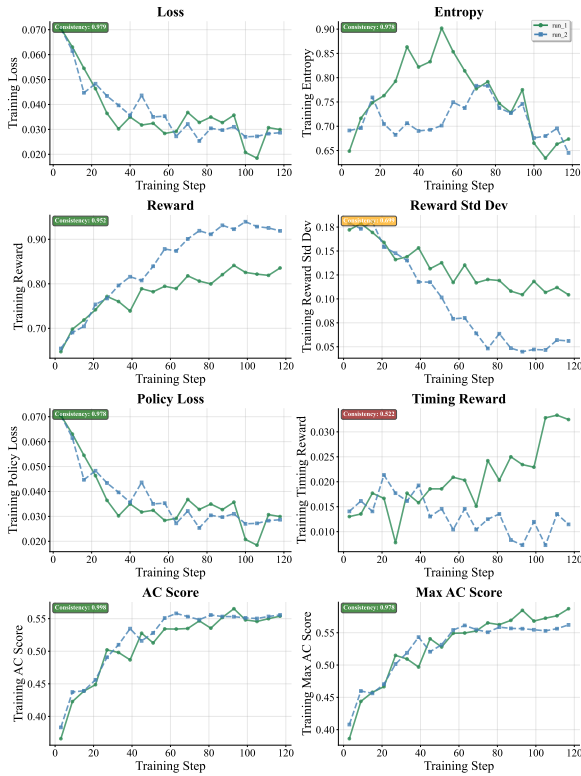 Loss
Consistency: 0.979
0.070
0.060
0.050
0.040
0.030
0.020
Training Loss
0 20 40 60 80 100 120
Training Step
Entropy
Consistency: 0.978
run_1
run_2
0.90
0.85
0.80
0.75
0.70
0.65
Training Entropy
0 20 40 60 80 100 120
Training Step
Reward
Consistency: 0.952
0.90
0.80
0.70
Training Reward
0 20 40 60 80 100 120
Training Step
Reward Std Dev
0.18
0.15
0.12
0.10
0.08
0.05
Training Reward Std Dev
0 20 40 60 80 100 120
Training Step
Policy Loss
Consistency: 0.978
0.070
0.060
0.050
0.040
0.030
0.020
Training Policy Loss
0 20 40 60 80 100 120
Training Step
Timing Reward
Consistency: 0.522
0.030
0.025
0.020
0.015
0.010
Training Timing Reward
0 20 40 60 80 100 120
Training Step
AC Score
Consistency: 0.998
0.55
0.50
0.45
0.40
Training AC Score
0 20 40 60 80 100 120
Training Step
Max AC Score
Consistency: 0.978
0.55
0.50
0.45
0.40
Training Max AC Score
0 20 40 60 80 100 120
Training Step